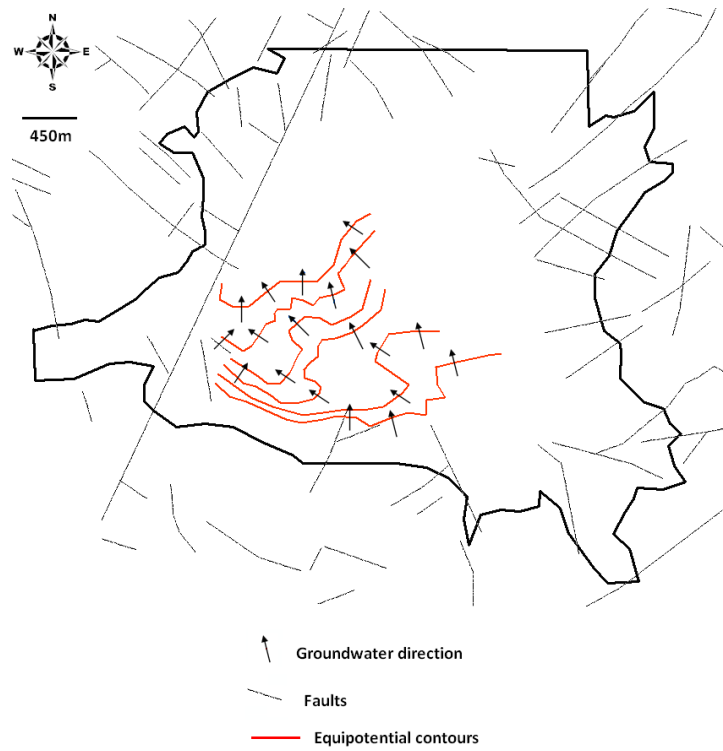 N
W E
S
450m
Groundwater direction
Faults
Equipotential contours